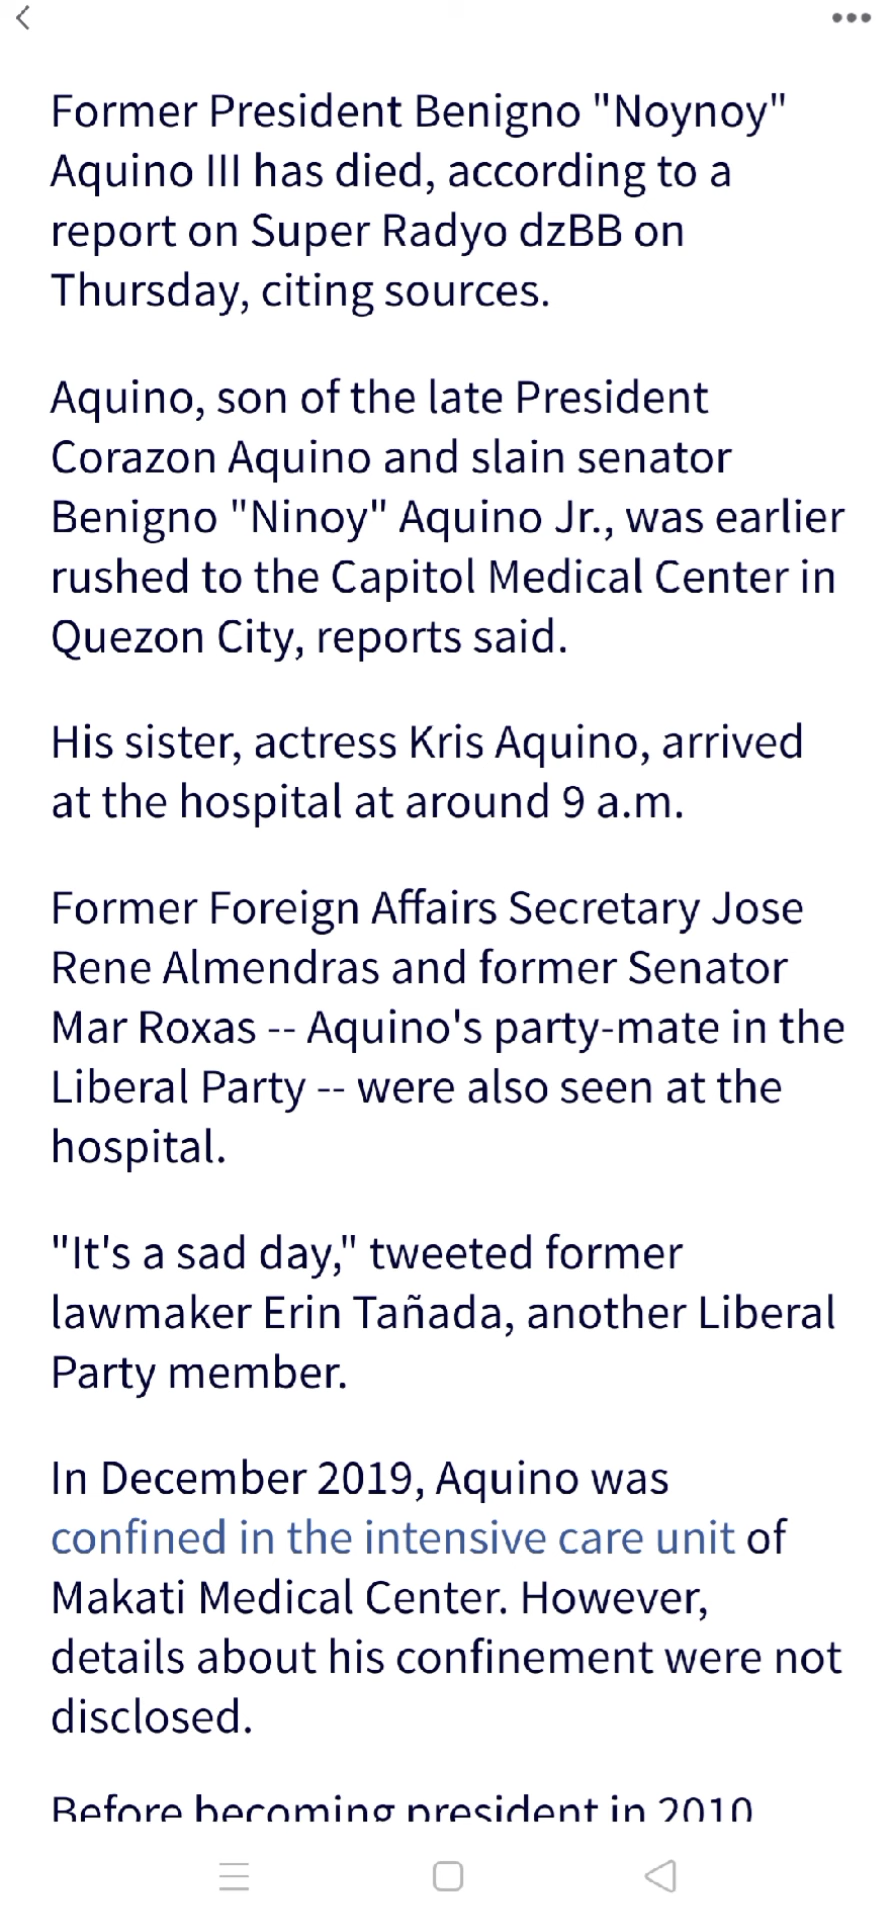 Former President Benigno "Noynoy"
Aquino III has died, according to a
report on Super Radyo dzBB on
Thursday, citing sources.
Aquino, son of the late President
Corazon Aquino and slain senator
Benigno "Ninoy" Aquino Jr., was earlier
rushed to the Capitol Medical Center in
Quezon City, reports said.
His sister, actress Kris Aquino, arrived
at the hospital at around 9 a.m.
Former Foreign Affairs Secretary Jose
Rene Almendras and former Senator
Mar Roxas -- Aquino's party-mate in the
Liberal Party -- were also seen at the
hospital.
"It's a sad day," tweeted former
lawmaker Erin Tañada, another Liberal
Party member.
In December 2019, Aquino was
confined in the intensive care unit of
Makati Medical Center. However,
details about his confinement were not
disclosed.
Before becoming president in 2010